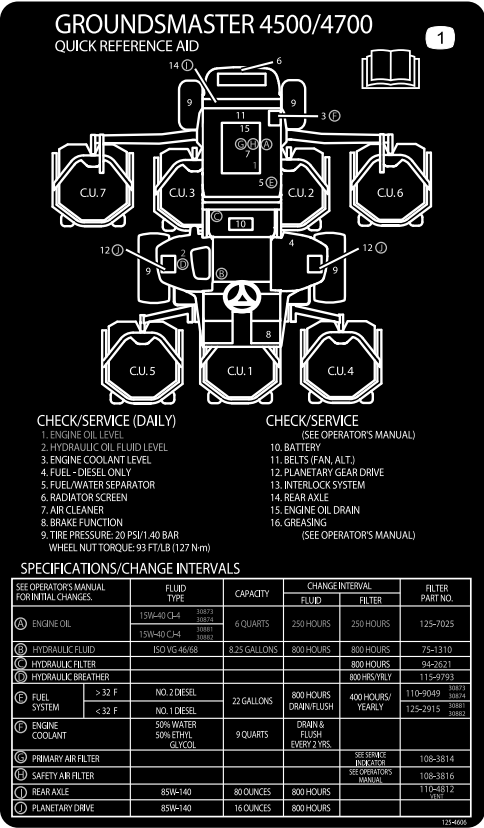 GROUNDSMASTER 4500/4700
QUICK REFERENCE AID
1
14 Ⓙ
6
9
9
3 Ⓕ
11
15
Ⓖ Ⓗ Ⓐ
7
1
5 Ⓔ
C.U. 7
C.U. 3
C.U. 2
C.U. 6
Ⓒ
10
12 Ⓙ
2
Ⓓ
9
Ⓑ
4
12 Ⓙ
9
8
C.U. 5
C.U. 1
C.U. 4
CHECK/SERVICE (DAILY)
1. ENGINE OIL LEVEL
2. HYDRAULIC OIL FLUID LEVEL
3. ENGINE COOLANT LEVEL
4. FUEL - DIESEL ONLY
5. FUEL/WATER SEPARATOR
6. RADIATOR SCREEN
7. AIR CLEANER
8. BRAKE FUNCTION
9. TIRE PRESSURE: 20 PSI/1.40 BAR
WHEEL NUT TORQUE: 93 FT/LB (127 N·m)
CHECK/SERVICE
(SEE OPERATOR'S MANUAL)
10. BATTERY
11. BELTS (FAN, ALT.)
12. PLANETARY GEAR DRIVE
13. INTERLOCK SYSTEM
14. REAR AXLE
15. ENGINE OIL DRAIN
16. GREASING
(SEE OPERATOR'S MANUAL)
SPECIFICATIONS/CHANGE INTERVALS
SEE OPERATOR'S MANUAL
FOR INITIAL CHANGES.
FLUID
TYPE
CAPACITY
CHANGE INTERVAL
FLUID
FILTER
FILTER
PART NO.
Ⓐ ENGINE OIL
15W-40 CI-4 30873
30874
15W-40 CJ-4 30881
30882
6 QUARTS
250 HOURS
250 HOURS
125-7025
Ⓑ HYDRAULIC FLUID
ISO VG 46/68
8.25 GALLONS
800 HOURS
800 HOURS
75-1310
Ⓒ HYDRAULIC FILTER
800 HOURS
94-2621
Ⓓ HYDRAULIC BREATHER
800 HRS/YRLY
115-9793
Ⓔ FUEL
SYSTEM
> 32 F
NO. 2 DIESEL
< 32 F
NO. 1 DIESEL
22 GALLONS
800 HOURS
DRAIN/FLUSH
400 HOURS/
YEARLY
110-9049 30873
30874
125-2915 30881
30882
Ⓕ ENGINE
COOLANT
50% WATER
50% ETHYL
GLYCOL
9 QUARTS
DRAIN &
FLUSH
EVERY 2 YRS.
Ⓖ PRIMARY AIR FILTER
SEE SERVICE
INDICATOR
108-3814
Ⓗ SAFETY AIR FILTER
SEE OPERATOR'S
MANUAL
108-3816
Ⓙ REAR AXLE
85W-140
80 OUNCES
800 HOURS
110-4812
VENT
Ⓙ PLANETARY DRIVE
85W-140
16 OUNCES
800 HOURS
125-4606